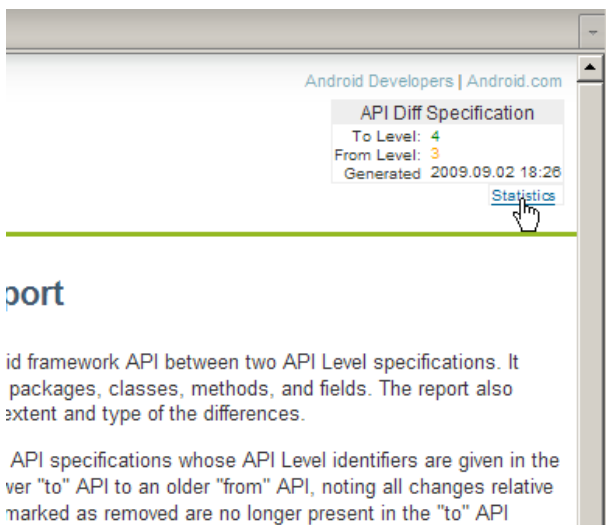 Android Developers | Android.com
API Diff Specification
To Level: 4
From Level: 3
Generated 2009.09.02 18:26
Statistics
port
id framework API between two API Level specifications. It
packages, classes, methods, and fields. The report also
extent and type of the differences.
API specifications whose API Level identifiers are given in the
wer "to" API to an older "from" API, noting all changes relative
marked as removed are no longer present in the "to" API